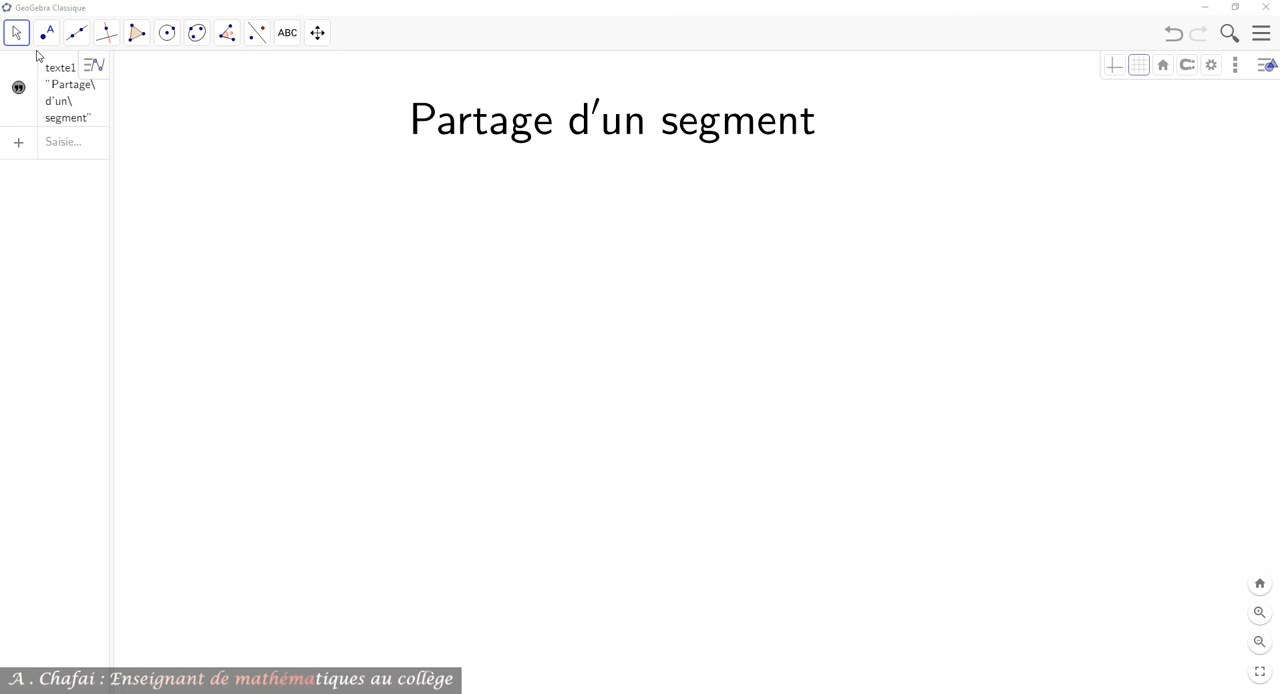 GeoGebra Classique
A
ABC
texte1
"Partage\
d'un\
segment"
+ Saisie...
Partage d'un segment
A . Chafai : Enseignant de mathématiques au collège